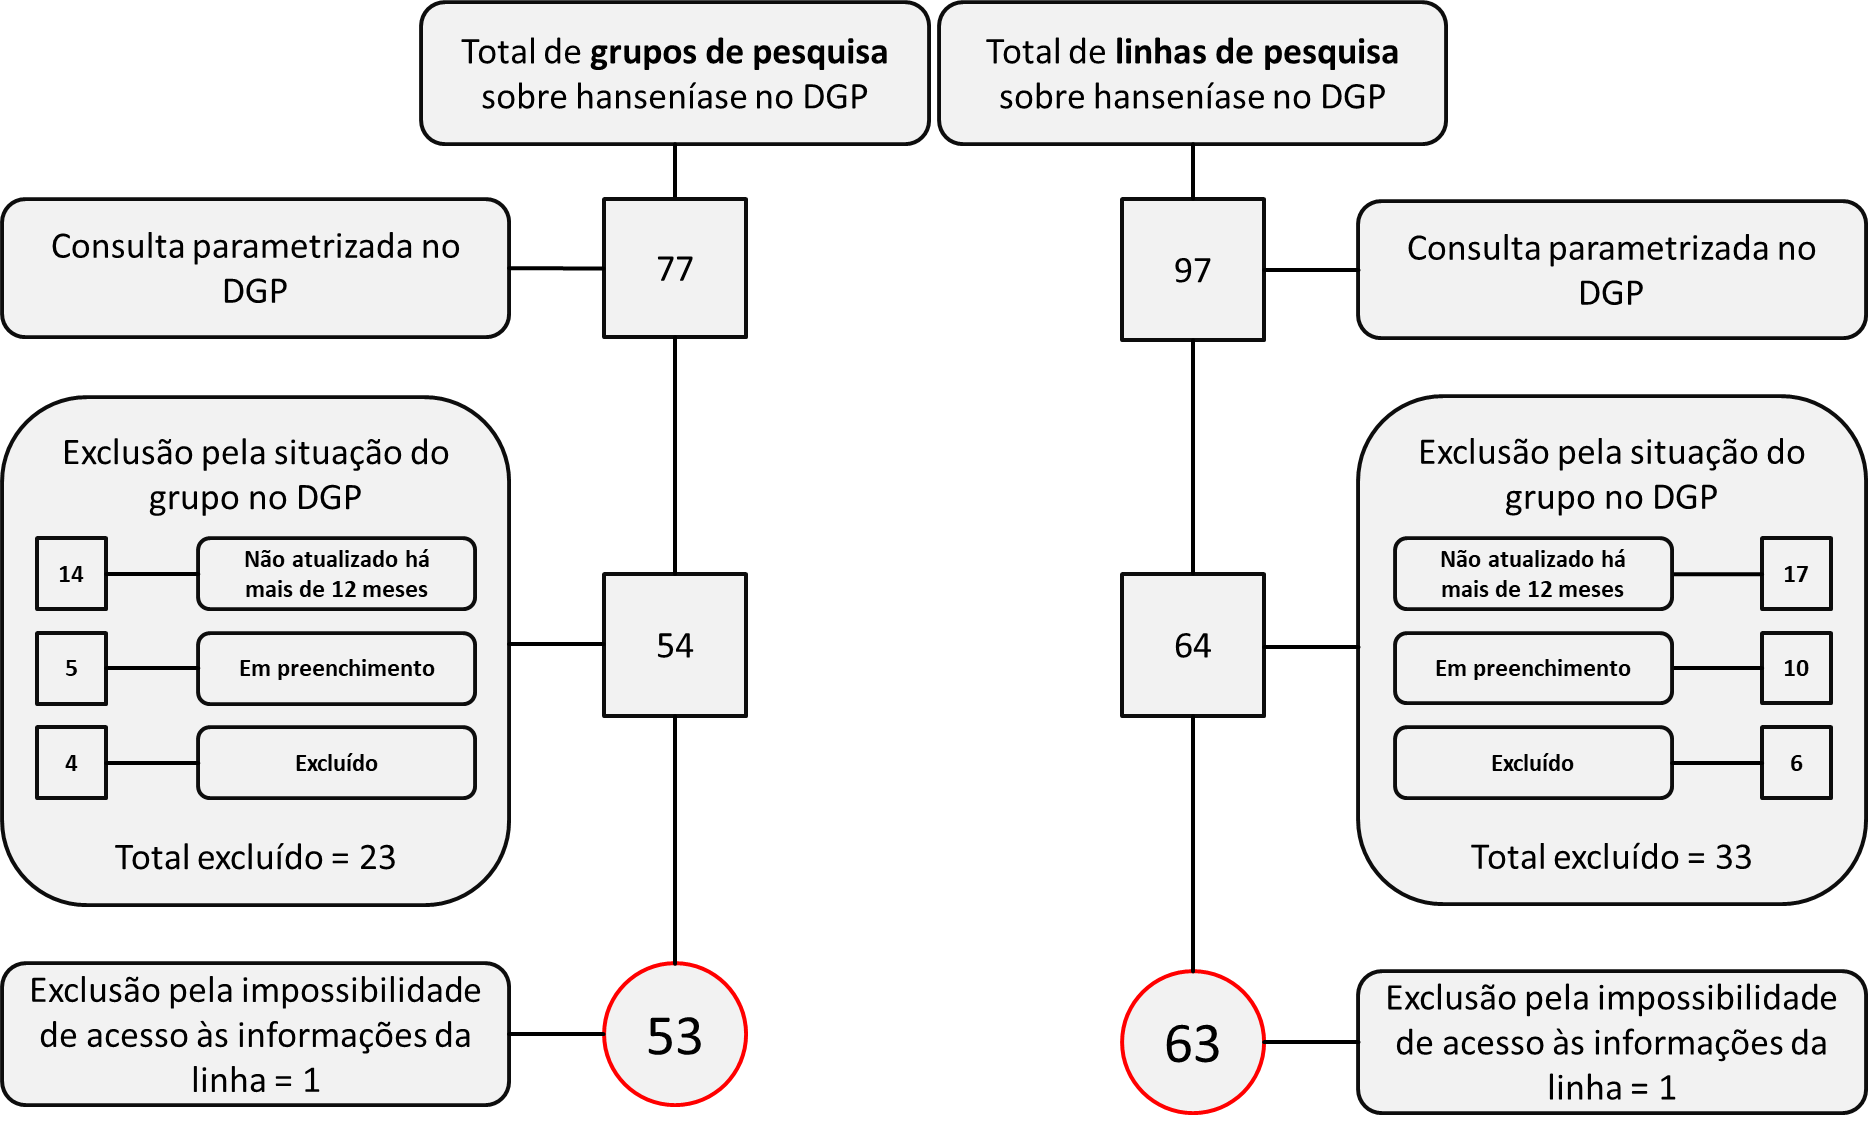 Total de grupos de pesquisa
sobre hanseníase no DGP
Total de linhas de pesquisa
sobre hanseníase no DGP
Consulta parametrizada no
DGP
77
97
Consulta parametrizada no
DGP
Exclusão pela situação do
grupo no DGP
14
Não atualizado há
mais de 12 meses
5
Em preenchimento
4
Excluído
Total excluído = 23
54
64
Exclusão pela situação do
grupo no DGP
Não atualizado há
mais de 12 meses
17
Em preenchimento
10
Excluído
6
Total excluído = 33
Exclusão pela impossibilidade
de acesso às informações da
linha = 1
53
63
Exclusão pela impossibilidade
de acesso às informações da
linha = 1